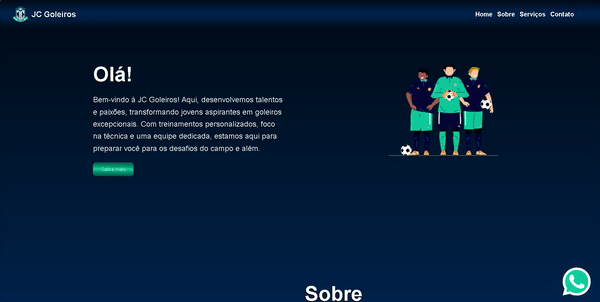 JC Goleiros
Home Sobre Serviços Contato
Olá!
Bem-vindo à JC Goleiros! Aqui, desenvolvemos talentos
e paixões, transformando jovens aspirantes em goleiros
excepcionais. Com treinamentos personalizados, foco
na técnica e uma equipe dedicada, estamos aqui para
preparar você para os desafios do campo e além.
Saiba mais
Sobre